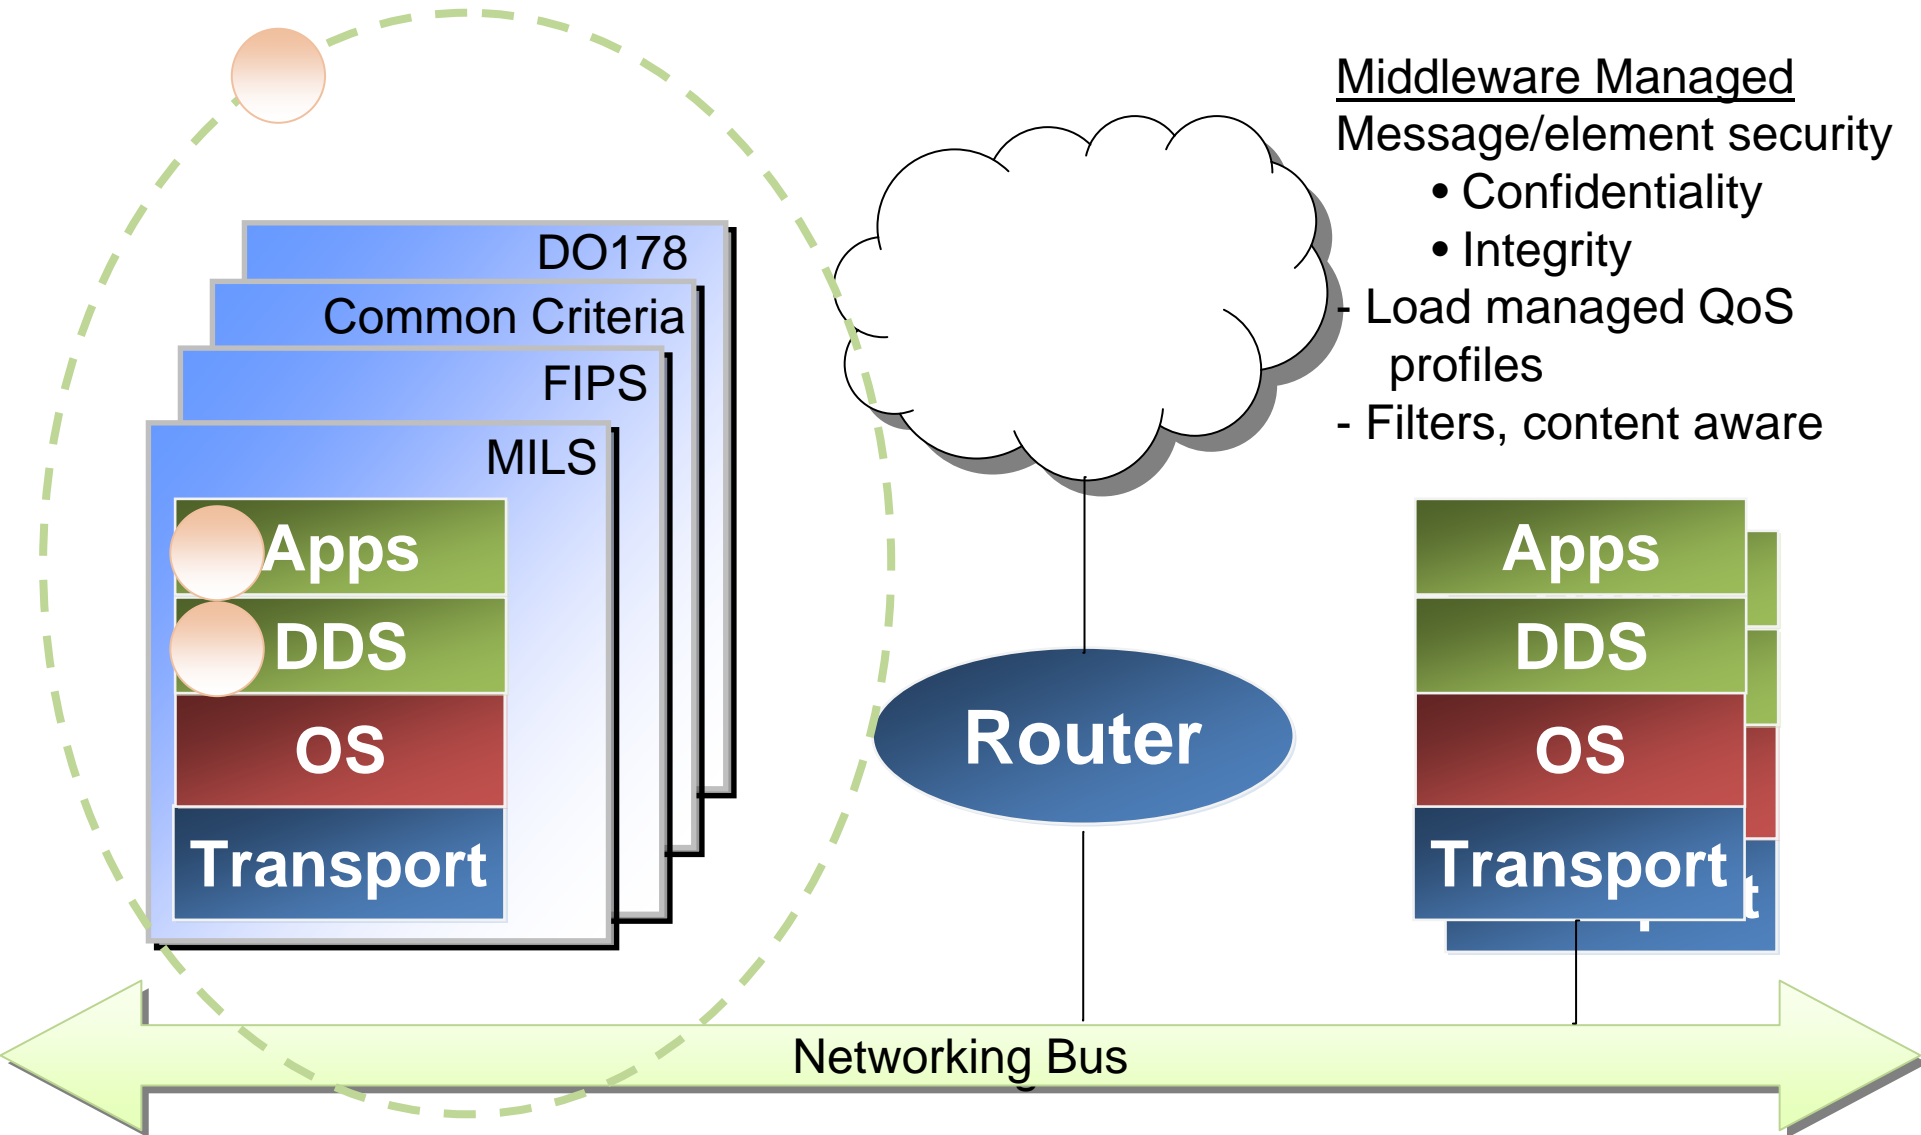 Middleware Managed
Message/element security
• Confidentiality
• Integrity
- Load managed QoS
profiles
- Filters, content aware
DO178
Common Criteria
FIPS
MILS
Apps
DDS
OS
Transport
Router
Apps
DDS
OS
Transport
Networking Bus